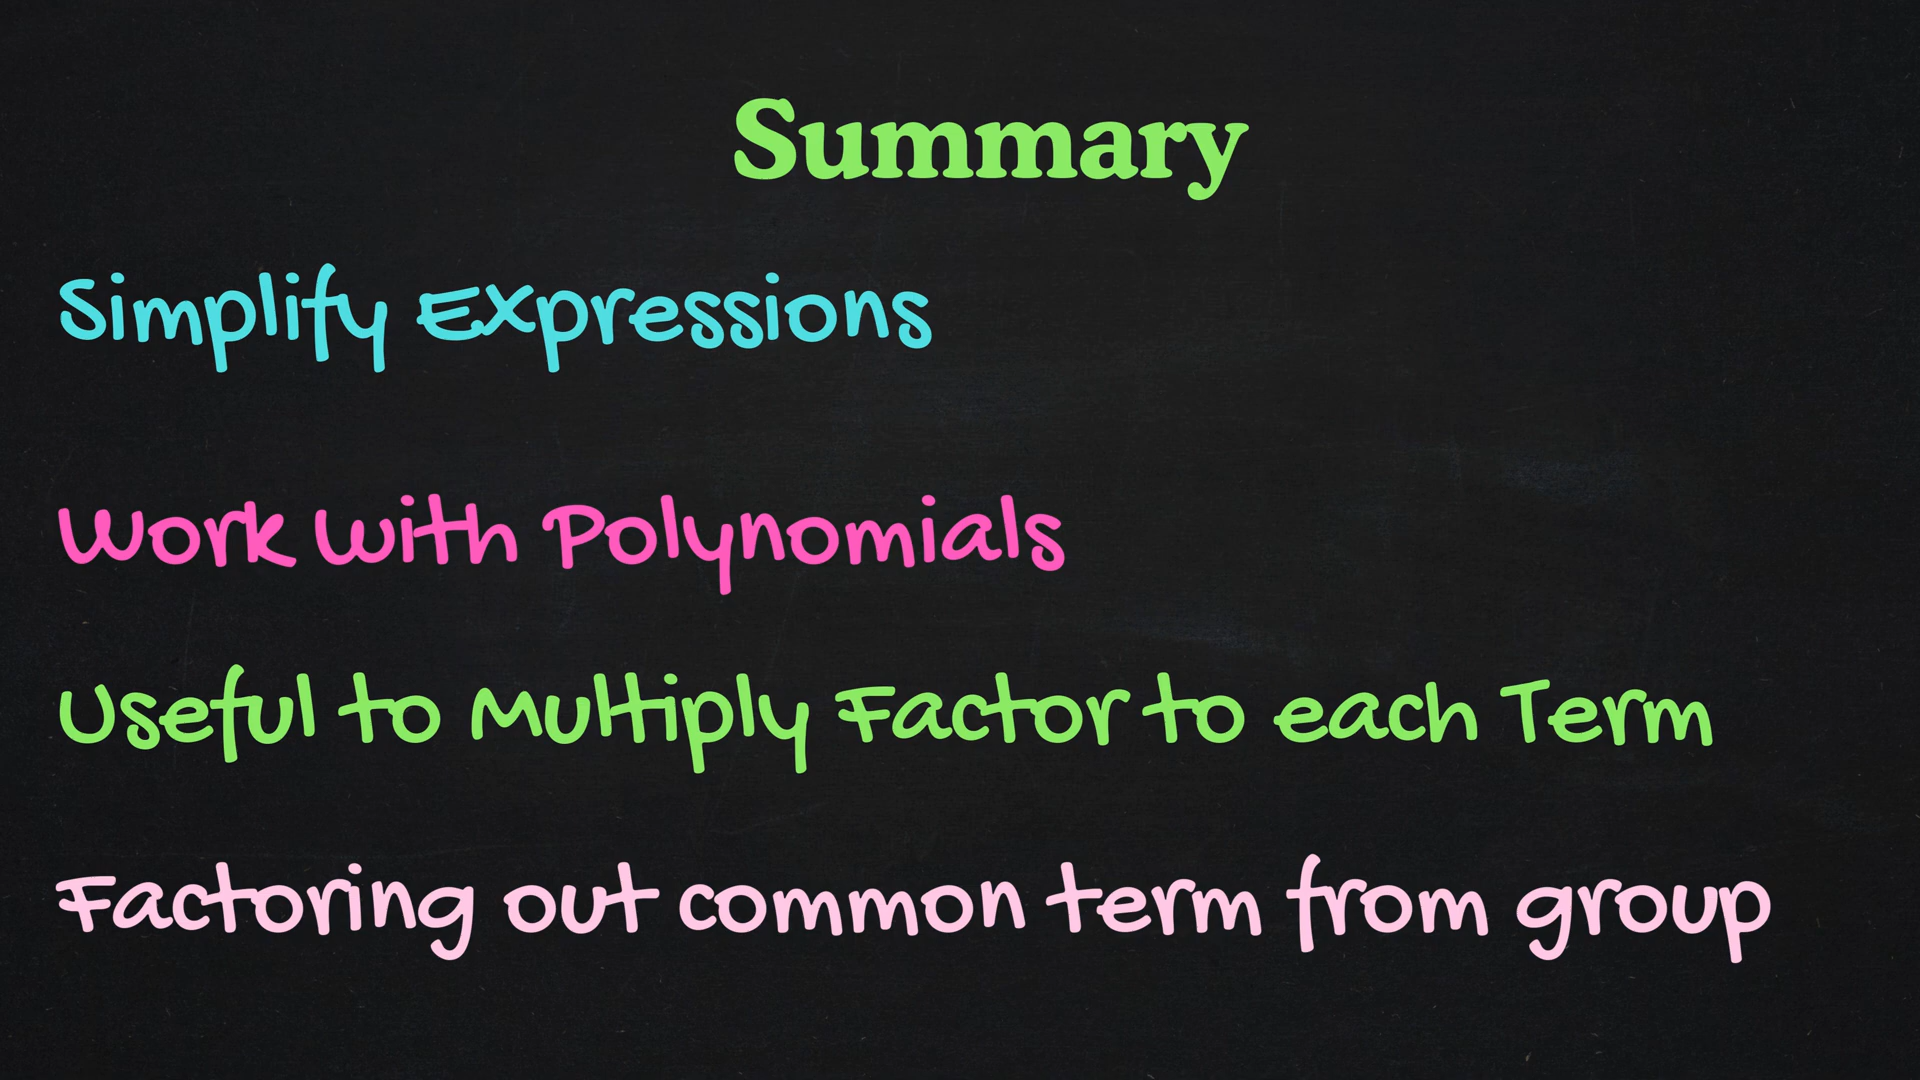 Summary
Simplify Expressions
Work with Polynomials
Useful to Multiply Factor to each Term
Factoring out common term from group